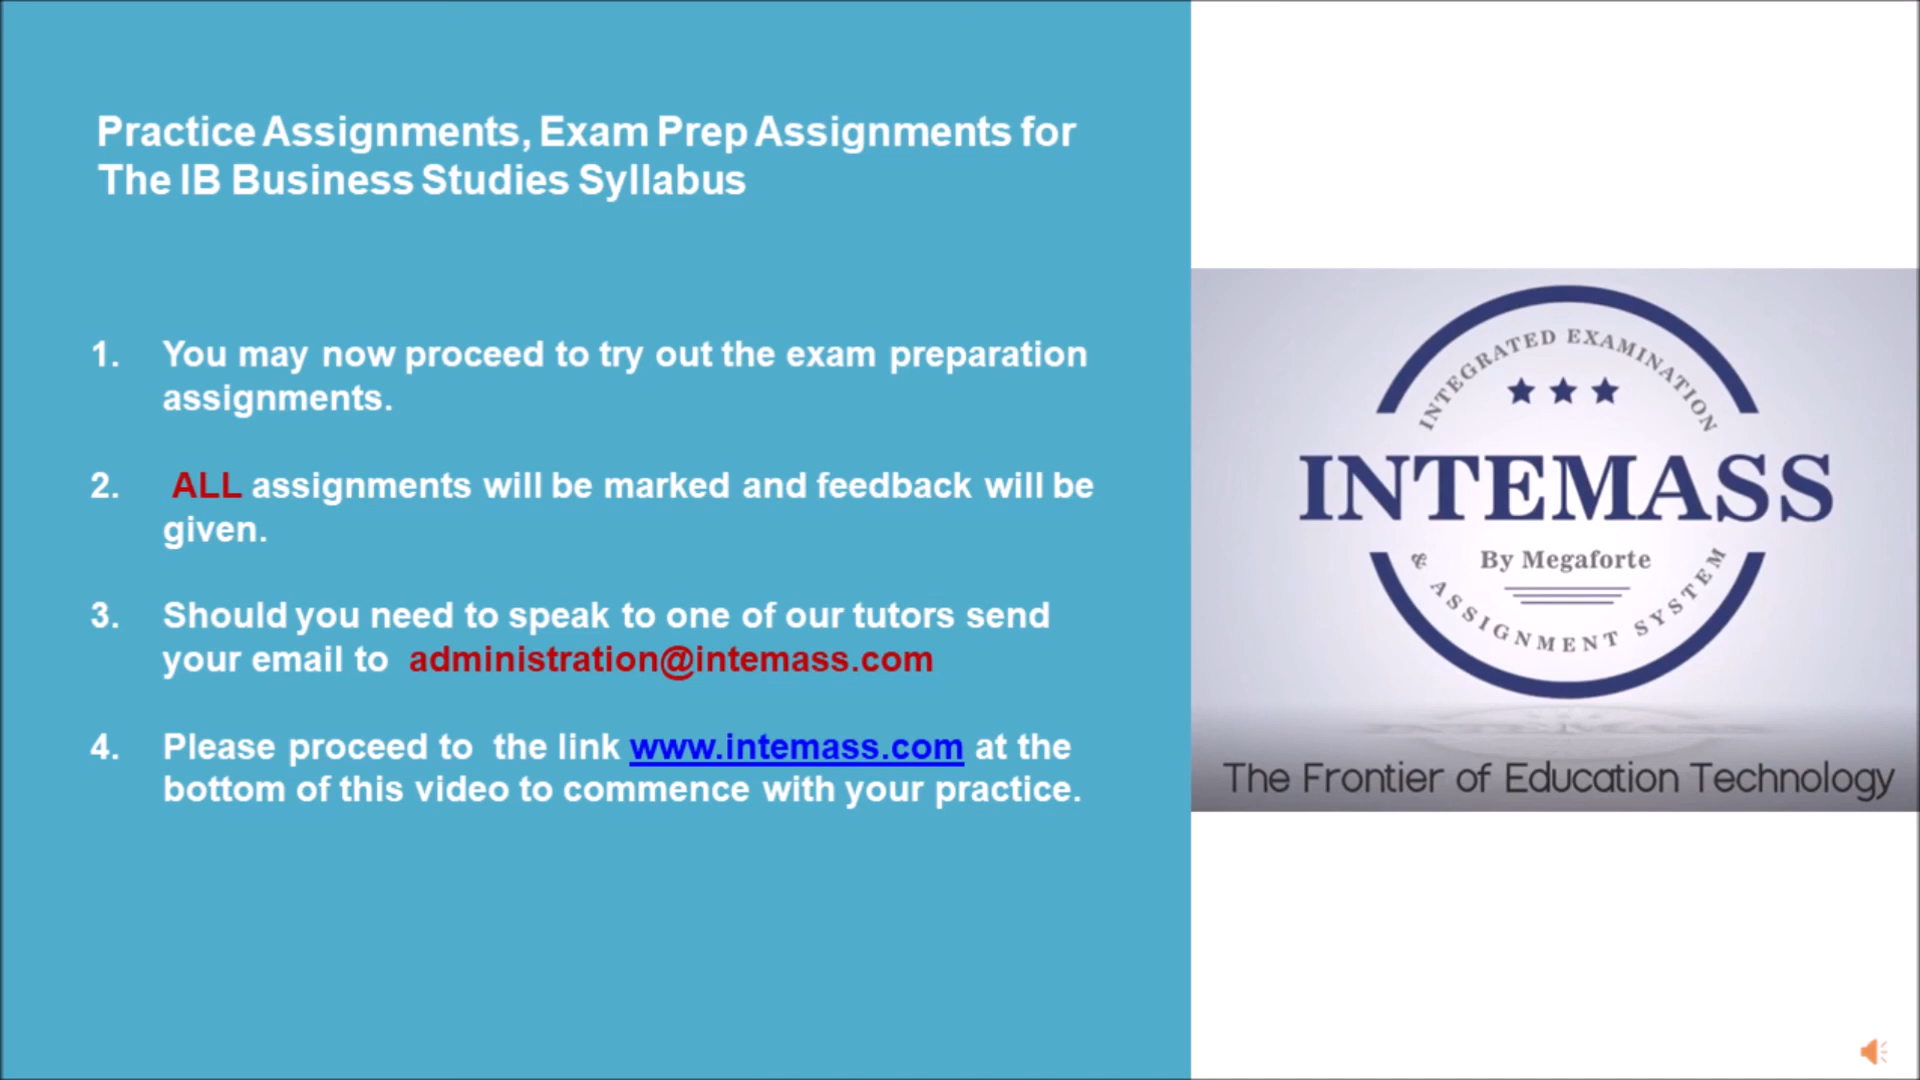 Practice Assignments, Exam Prep Assignments for
The IB Business Studies Syllabus
1. You may now proceed to try out the exam preparation
assignments.
2. ALL assignments will be marked and feedback will be
given.
3. Should you need to speak to one of our tutors send
your email to administration@intemass.com
4. Please proceed to the link www.intemass.com at the
bottom of this video to commence with your practice.
INTEGRATED EXAMINATION
INTEMASS
By Megaforte
& ASSIGNMENT SYSTEM
The Frontier of Education Technology